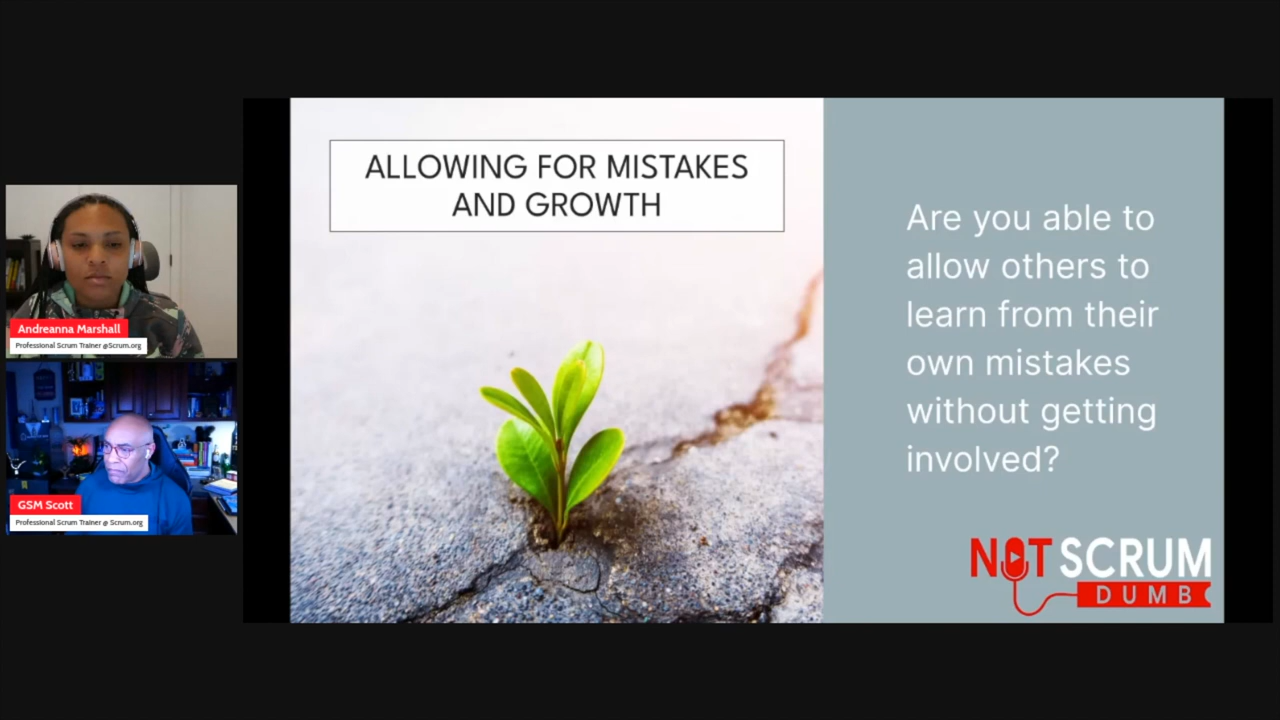 ALLOWING FOR MISTAKES
AND GROWTH
Are you able to
allow others to
learn from their
own mistakes
without getting
involved?
NOT SCRUM
DUMB
Andreanna Marshall
Professional Scrum Trainer @Scrum.org
GSM Scott
Professional Scrum Trainer @ Scrum.org